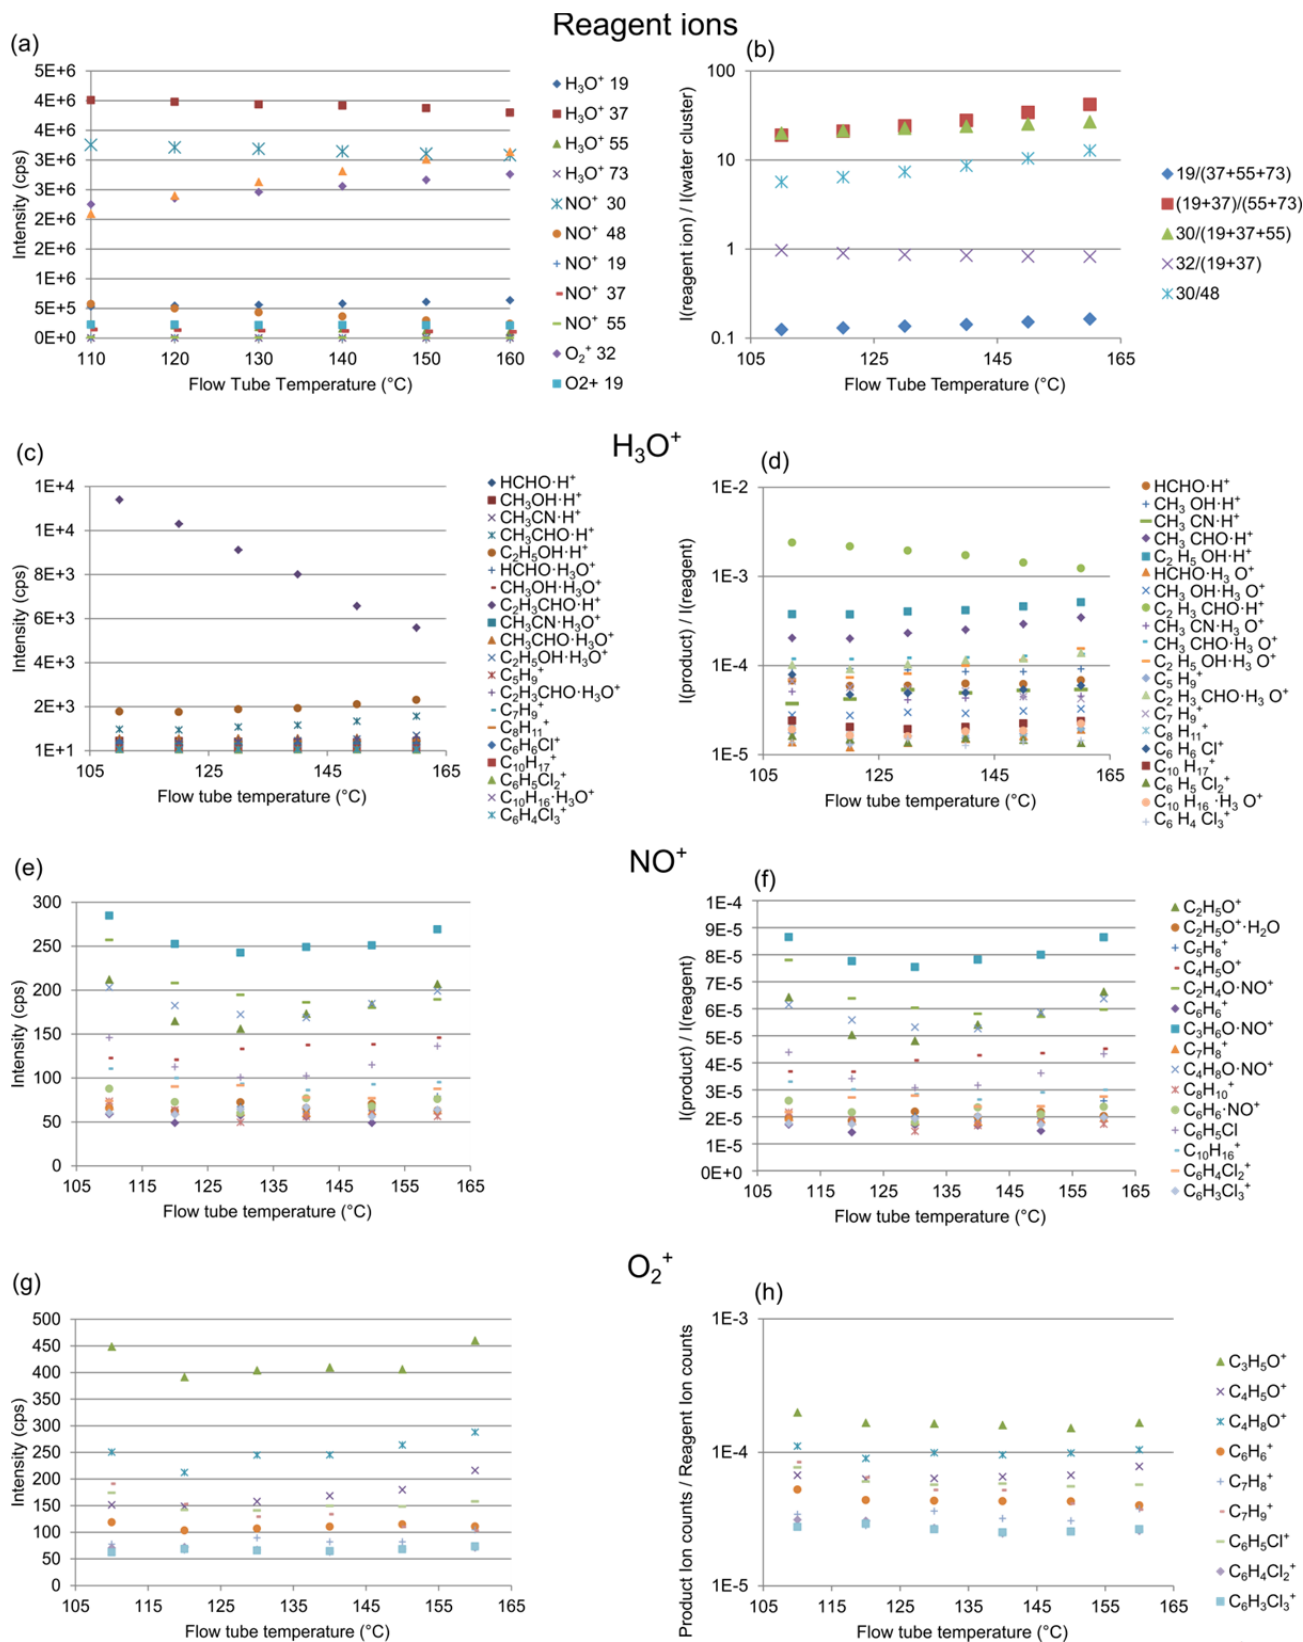 Reagent ions
(a)
5E+6
4E+6
4E+6
3E+6
3E+6
2E+6
2E+6
1E+6
1E+6
5E+5
0E+0
110 120 130 140 150 160
Intensity (cps)
Flow Tube Temperature (°C)
H₃O⁺ 19
H₃O⁺ 37
H₃O⁺ 55
H₃O⁺ 73
NO⁺ 30
NO⁺ 48
NO⁺ 19
NO⁺ 37
NO⁺ 55
O₂⁺ 32
O2+ 19
(b)
100
10
1
0.1
105 125 145 165
I(reagent ion) / I(water cluster)
Flow Tube Temperature (°C)
19/(37+55+73)
(19+37)/(55+73)
30/(19+37+55)
32/(19+37)
30/48
H₃O⁺
(c)
1E+4
1E+4
8E+3
6E+3
4E+3
2E+3
1E+1
105 125 145 165
Intensity (cps)
Flow tube temperature (°C)
HCHO·H⁺
CH₃OH·H⁺
CH₃CN·H⁺
CH₃CHO·H⁺
C₂H₅OH·H⁺
HCHO·H₃O⁺
CH₃OH·H₃O⁺
C₂H₃CHO·H⁺
CH₃CN·H₃O⁺
CH₃CHO·H₃O⁺
C₂H₅OH·H₃O⁺
C₅H₉⁺
C₂H₃CHO·H₃O⁺
C₇H₉⁺
C₈H₁₁⁺
C₆H₆Cl⁺
C₁₀H₁₇⁺
C₆H₅Cl₂⁺
C₁₀H₁₆·H₃O⁺
C₆H₄Cl₃⁺
(d)
1E-2
1E-3
1E-4
1E-5
105 125 145 165
I(product) / I(reagent)
Flow tube temperature (°C)
HCHO·H⁺
CH₃ OH·H⁺
CH₃ CN·H⁺
CH₃ CHO·H⁺
C₂ H₅ OH·H⁺
HCHO·H₃ O⁺
CH₃ OH·H₃ O⁺
C₂ H₃ CHO·H⁺
CH₃ CN·H₃ O⁺
CH₃ CHO·H₃ O⁺
C₂ H₅ OH·H₃ O⁺
C₅ H₉⁺
C₂ H₃ CHO·H₃ O⁺
C₇ H₉⁺
C₈ H₁₁⁺
C₆ H₆ Cl⁺
C₁₀ H₁₇⁺
C₆ H₅ Cl₂⁺
C₁₀ H₁₆ ·H₃ O⁺
C₆ H₄ Cl₃⁺
NO⁺
(e)
300
250
200
150
100
50
0
105 115 125 135 145 155 165
Intensity (cps)
Flow tube temperature (°C)
(f)
1E-4
9E-5
8E-5
7E-5
6E-5
5E-5
4E-5
3E-5
2E-5
1E-5
0E+0
105 115 125 135 145 155 165
I(product) / I(reagent)
Flow tube temperature (°C)
C₂H₅O⁺
C₂H₅O⁺·H₂O
C₅H₈⁺
C₄H₅O⁺
C₂H₄O·NO⁺
C₆H₆⁺
C₃H₆O·NO⁺
C₇H₈⁺
C₄H₈O·NO⁺
C₈H₁₀⁺
C₆H₆·NO⁺
C₆H₅Cl
C₁₀H₁₆⁺
C₆H₄Cl₂⁺
C₆H₃Cl₃⁺
O₂⁺
(g)
500
450
400
350
300
250
200
150
100
50
0
105 115 125 135 145 155 165
Intensity (cps)
Flow tube temperature (°C)
(h)
1E-3
1E-4
1E-5
105 115 125 135 145 155 165
Product Ion counts / Reagent Ion counts
Flow tube temperature (°C)
C₃H₅O⁺
C₄H₅O⁺
C₄H₈O⁺
C₆H₆⁺
C₇H₈⁺
C₇H₉⁺
C₆H₅Cl⁺
C₆H₄Cl₂⁺
C₆H₃Cl₃⁺